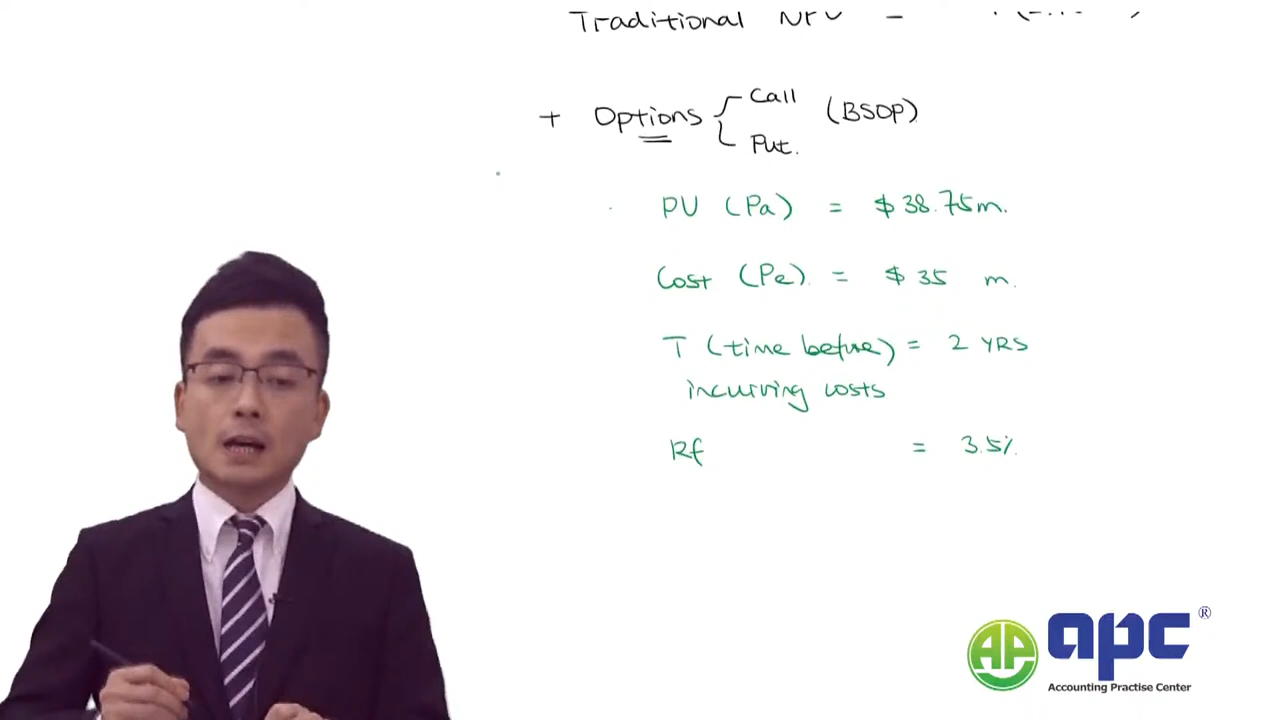 Traditional NPV =
+ Options Call (BSOP)
Put.
PV (Pa) = $38.75m.
Cost (Pe) = $35 m.
T (time before) = 2 YRS
incurring costs
Rf = 3.5%
AP apc®
Accounting Practise Center